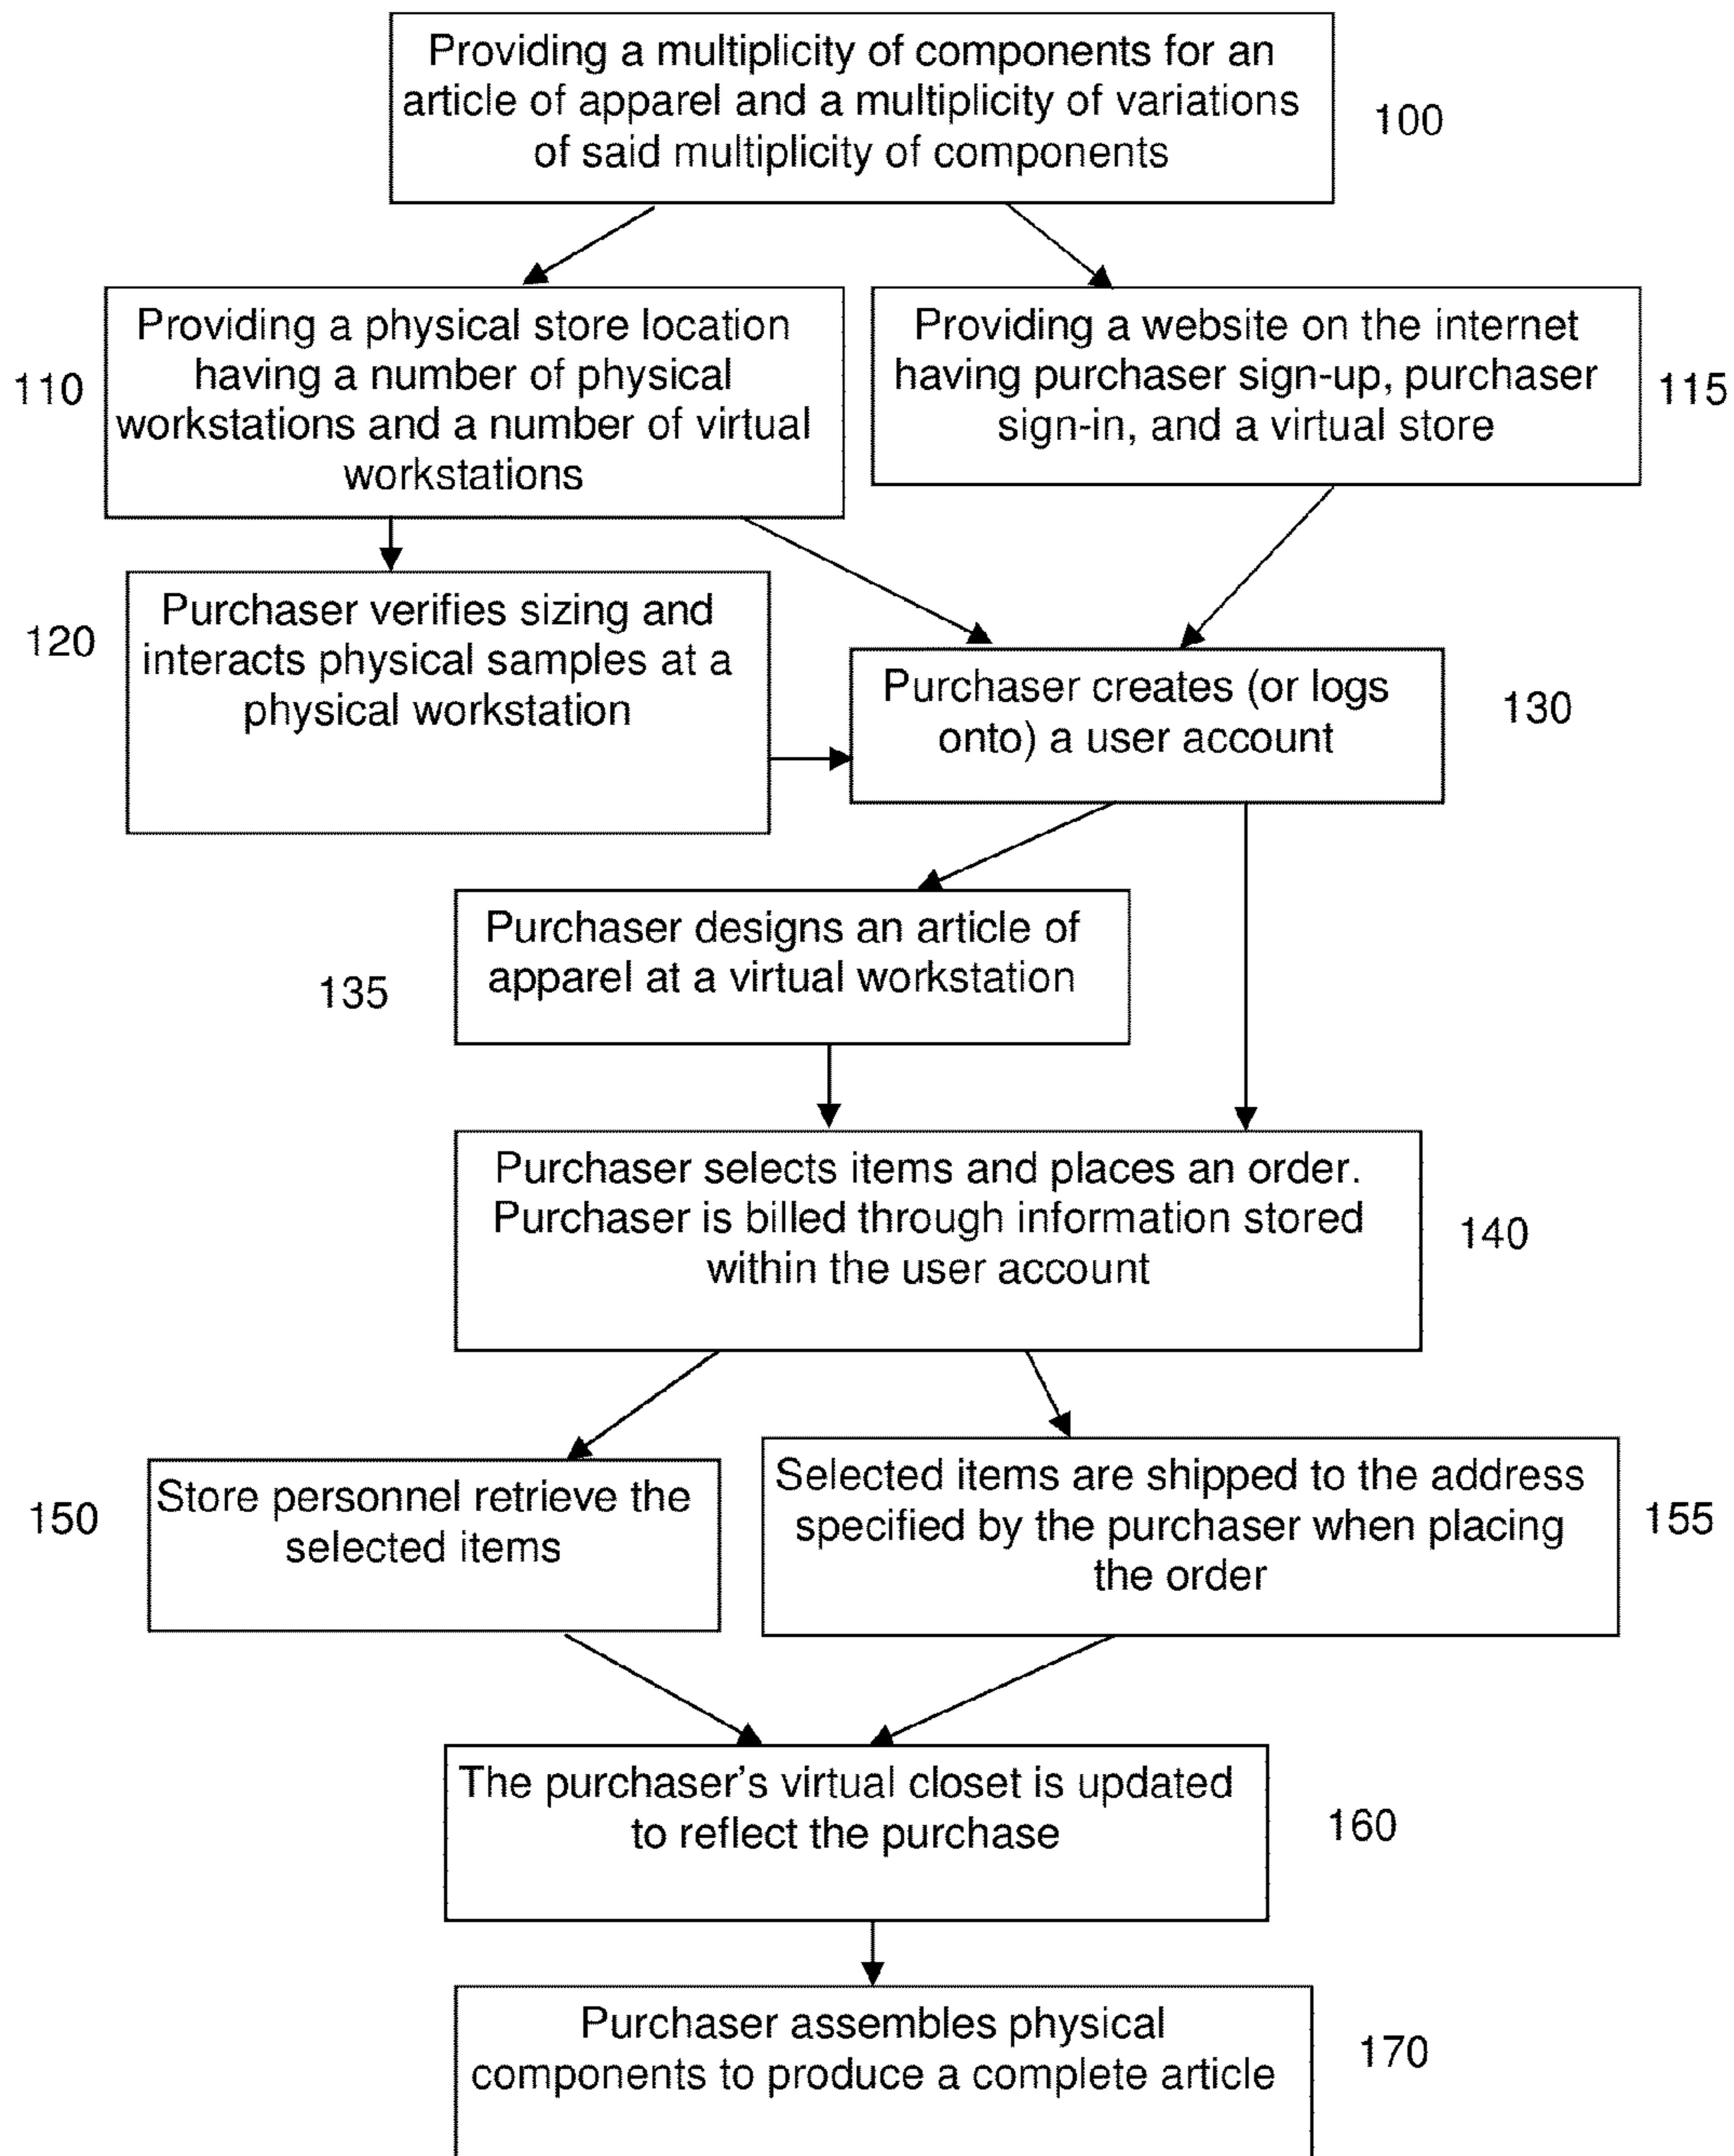 Providing a multiplicity of components for an
article of apparel and a multiplicity of variations
of said multiplicity of components
100
Providing a physical store location
having a number of physical
workstations and a number of virtual
workstations
110
Providing a website on the internet
having purchaser sign-up, purchaser
sign-in, and a virtual store
115
Purchaser verifies sizing and
interacts physical samples at a
physical workstation
120
Purchaser creates (or logs
onto) a user account
130
Purchaser designs an article of
apparel at a virtual workstation
135
Purchaser selects items and places an order.
Purchaser is billed through information stored
within the user account
140
Store personnel retrieve the
selected items
150
Selected items are shipped to the address
specified by the purchaser when placing
the order
155
The purchaser's virtual closet is updated
to reflect the purchase
160
Purchaser assembles physical
components to produce a complete article
170